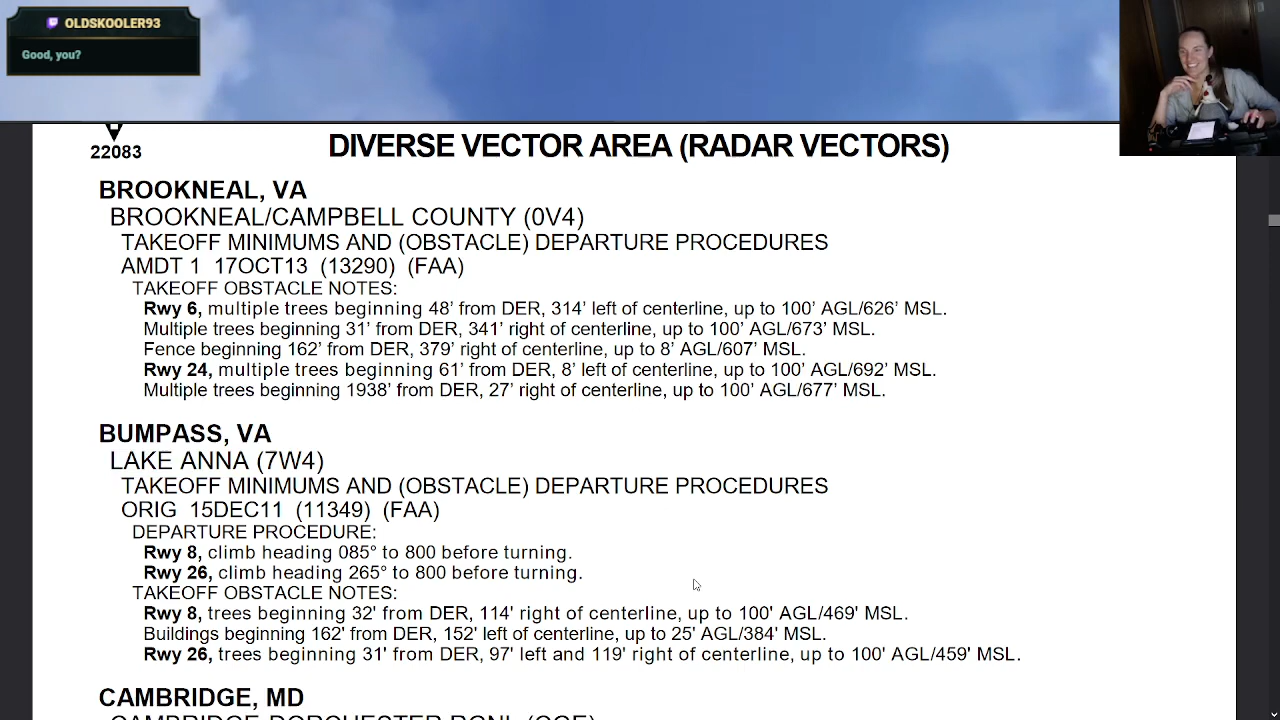 OLDSKOOLER93
Good, you?
22083
DIVERSE VECTOR AREA (RADAR VECTORS)
BROOKNEAL, VA
BROOKNEAL/CAMPBELL COUNTY (0V4)
TAKEOFF MINIMUMS AND (OBSTACLE) DEPARTURE PROCEDURES
AMDT 1 17OCT13 (13290) (FAA)
TAKEOFF OBSTACLE NOTES:
Rwy 6, multiple trees beginning 48' from DER, 314' left of centerline, up to 100' AGL/626' MSL.
Multiple trees beginning 31' from DER, 341' right of centerline, up to 100' AGL/673' MSL.
Fence beginning 162' from DER, 379' right of centerline, up to 8' AGL/607' MSL.
Rwy 24, multiple trees beginning 61' from DER, 8' left of centerline, up to 100' AGL/692' MSL.
Multiple trees beginning 1938' from DER, 27' right of centerline, up to 100' AGL/677' MSL.
BUMPASS, VA
LAKE ANNA (7W4)
TAKEOFF MINIMUMS AND (OBSTACLE) DEPARTURE PROCEDURES
ORIG 15DEC11 (11349) (FAA)
DEPARTURE PROCEDURE:
Rwy 8, climb heading 085° to 800 before turning.
Rwy 26, climb heading 265° to 800 before turning.
TAKEOFF OBSTACLE NOTES:
Rwy 8, trees beginning 32' from DER, 114' right of centerline, up to 100' AGL/469' MSL.
Buildings beginning 162' from DER, 152' left of centerline, up to 25' AGL/384' MSL.
Rwy 26, trees beginning 31' from DER, 97' left and 119' right of centerline, up to 100' AGL/459' MSL.
CAMBRIDGE, MD